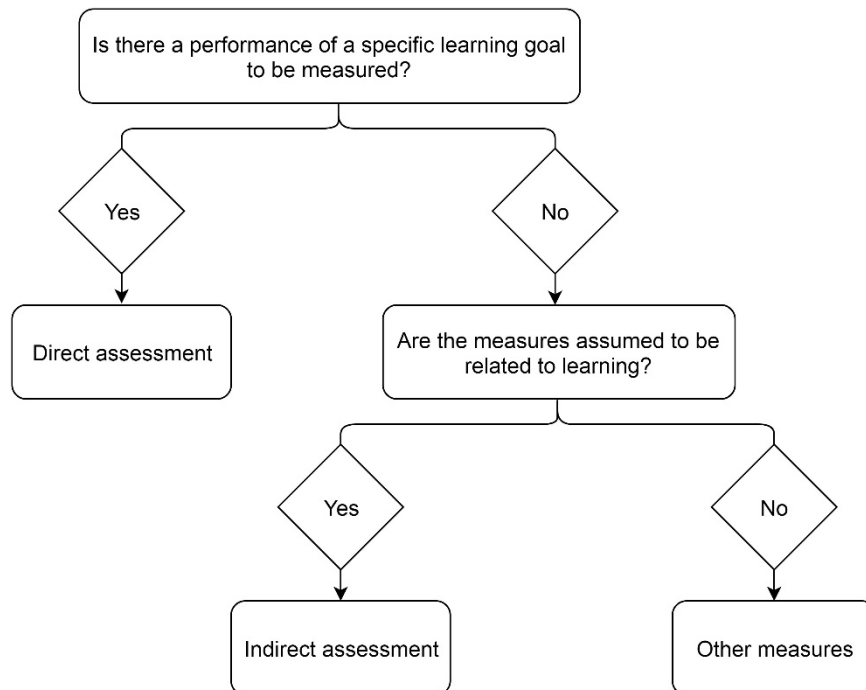 Is there a performance of a specific learning goal
to be measured?
Yes
No
Direct assessment
Are the measures assumed to be
related to learning?
Yes
No
Indirect assessment
Other measures